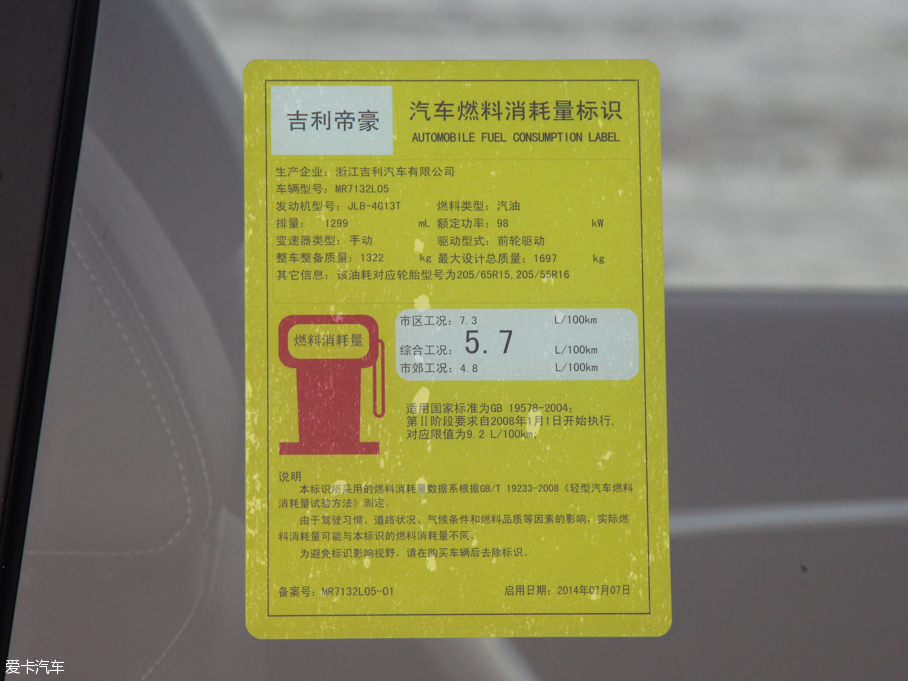 吉利帝豪
汽车燃料消耗量标识
AUTOMOBILE FUEL CONSUMPTION LABEL
生产企业：浙江吉利汽车有限公司
车辆型号：MR7132L05
发动机型号：JLB-4G13T 燃料类型：汽油
排量： 1299 mL 额定功率：98 kW
变速器类型：手动 驱动型式：前轮驱动
整车整备质量：1322 kg 最大设计总质量：1697 kg
其它信息：该油耗对应轮胎型号为205/65R15,205/55R16
燃料消耗量
市区工况：7.3 L/100km
综合工况：5.7 L/100km
市郊工况：4.8 L/100km
适用国家标准为GB 19578-2004；
第Ⅱ阶段要求自2008年1月1日开始执行，
对应限值为9.2 L/100km,
说明
本标识所采用的燃料消耗量数据系根据GB/T 19233-2008《轻型汽车燃料
消耗量试验方法》测定。
由于驾驶习惯、道路状况、气候条件和燃料品质等因素的影响，实际燃
料消耗量可能与本标识的燃料消耗量不同。
为避免标识影响视野，请在购买车辆后去除标识。
备案号：MR7132L05-01 启用日期：2014年07月07日
爱卡汽车